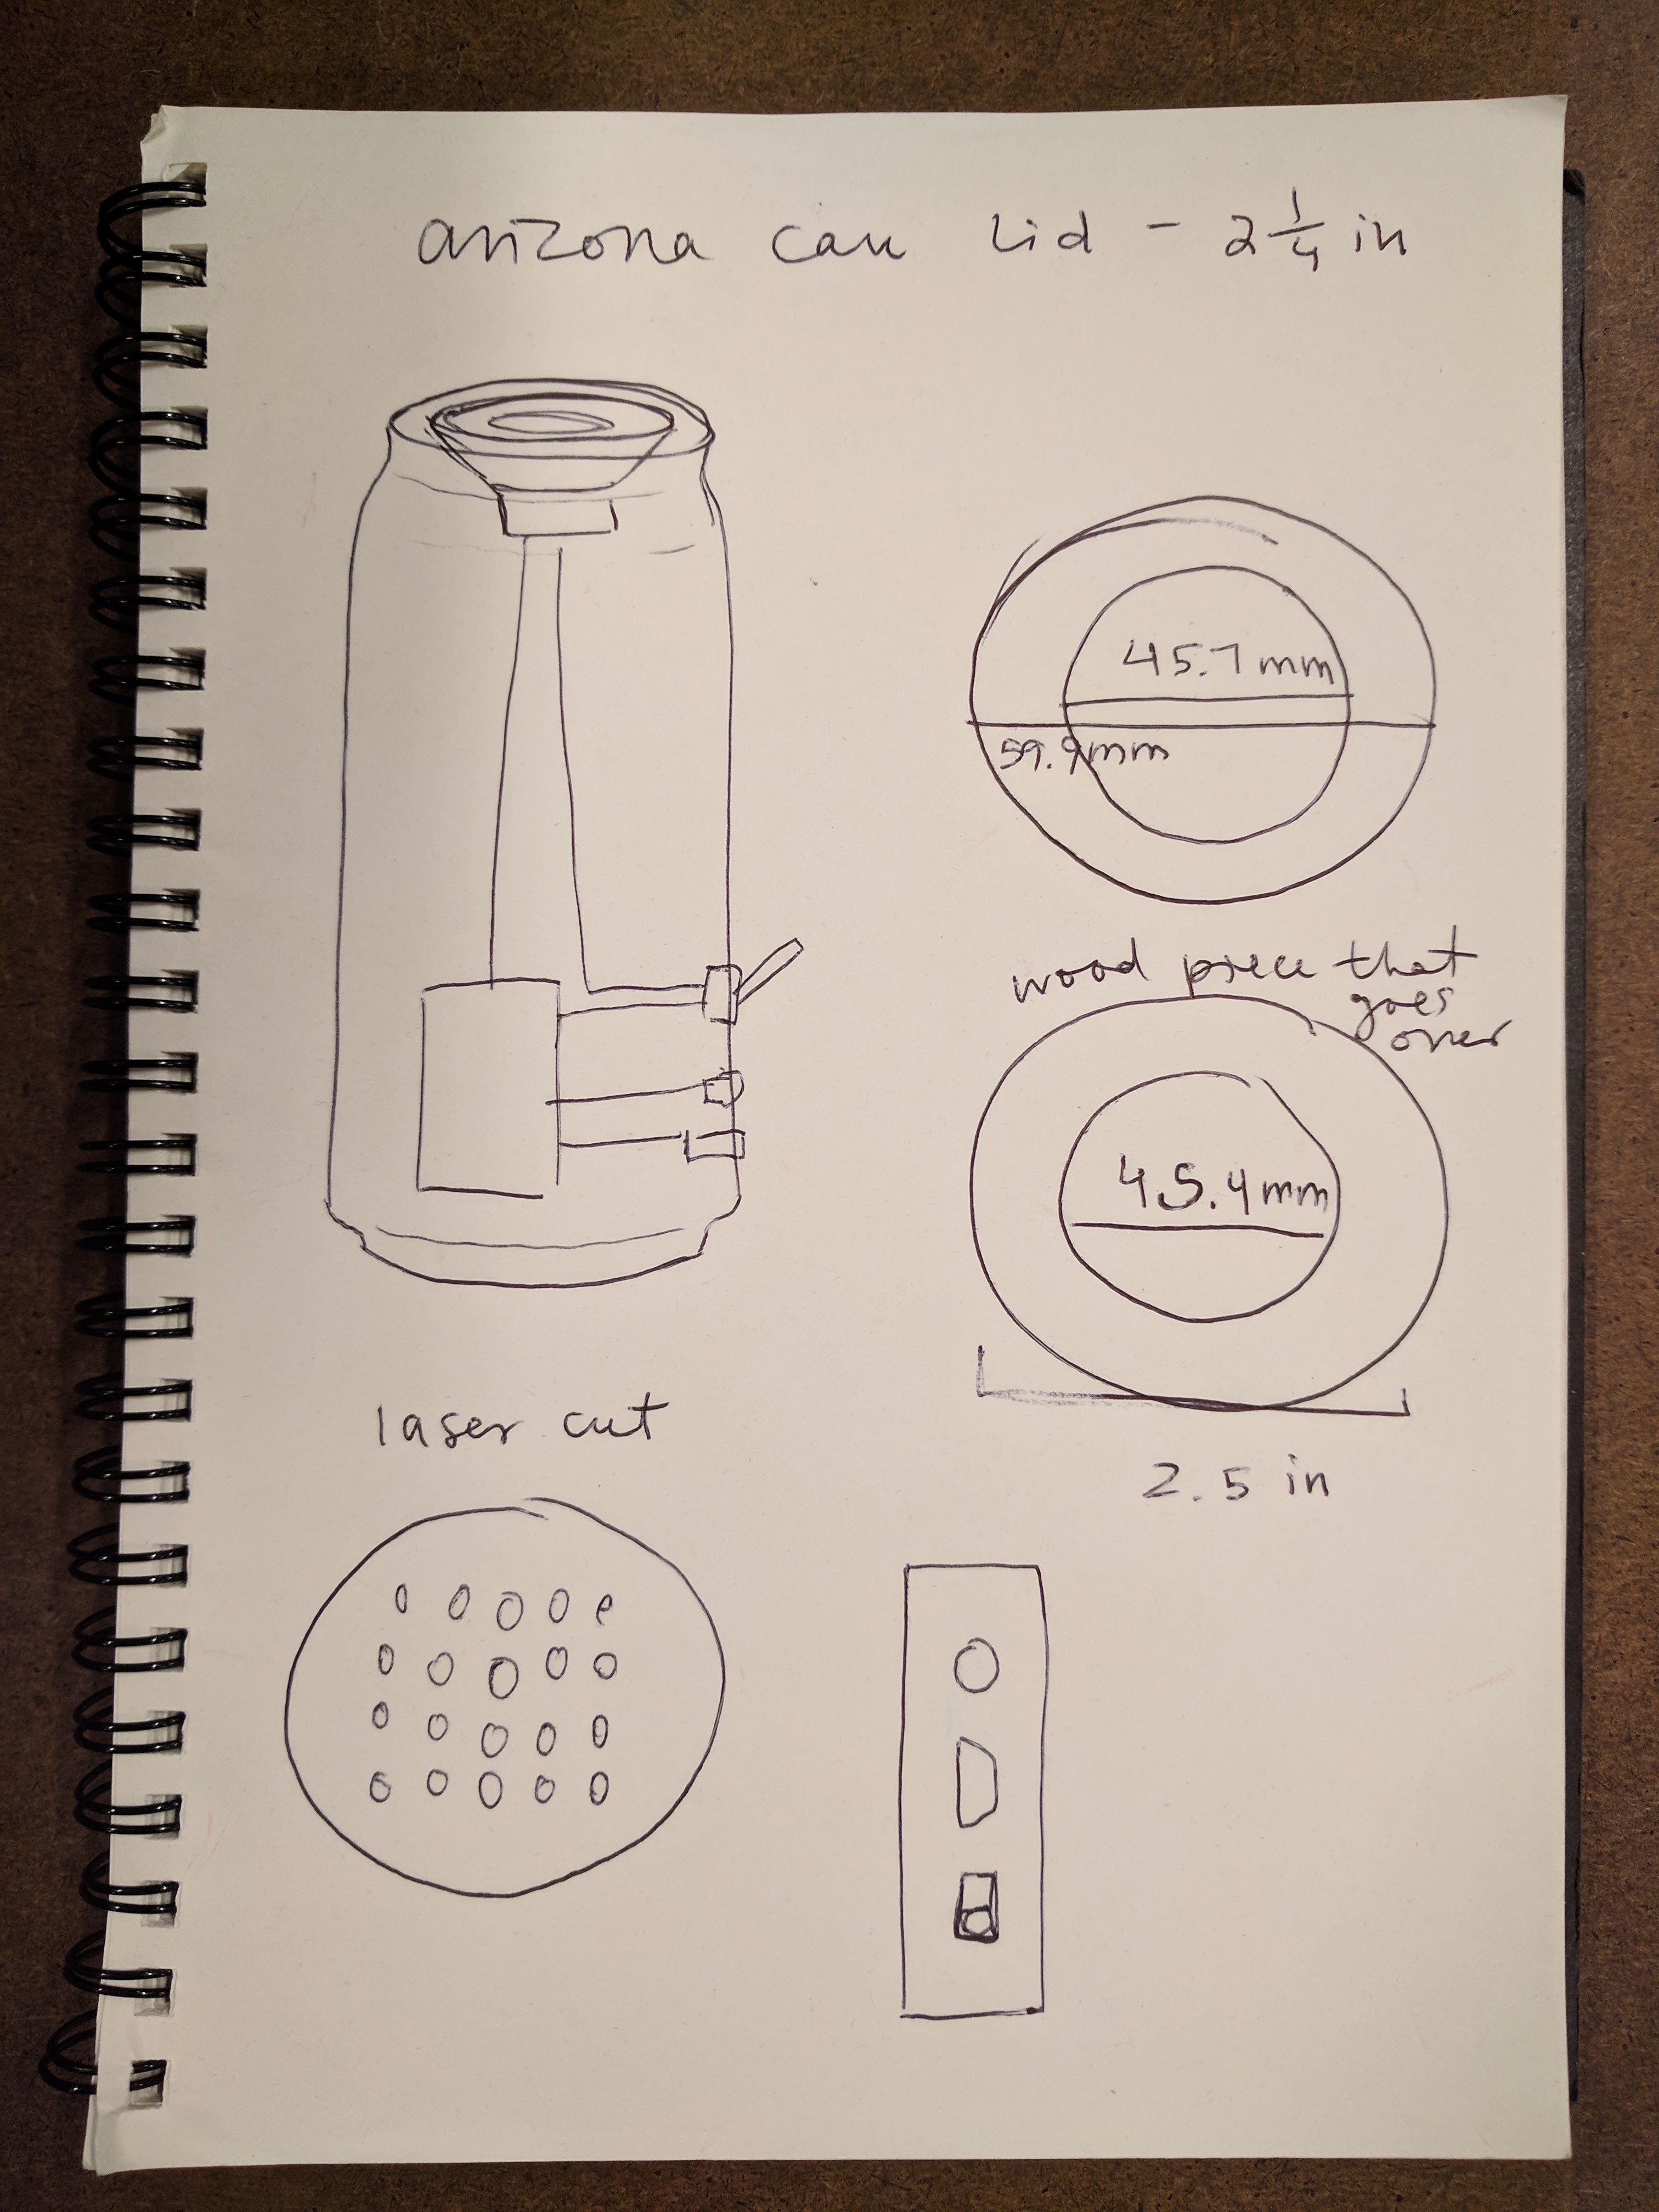 arizona can lid - 2 1/4 in
45.7mm
59.9mm
wood piece that
goes
over
45.4mm
laser cut
2.5 in